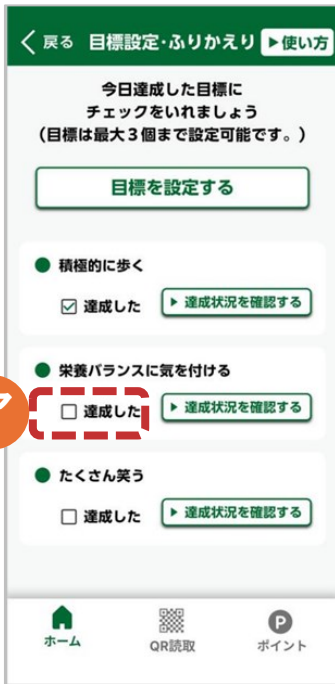 戻る 目標設定・ふりかえり ▶使い方
今日達成した目標に
チェックをいれましょう
（目標は最大３個まで設定可能です。）
目標を設定する
● 積極的に歩く
☑ 達成した ▶ 達成状況を確認する
● 栄養バランスに気を付ける
□ 達成した ▶ 達成状況を確認する
● たくさん笑う
□ 達成した ▶ 達成状況を確認する
ホーム QR読取 P ポイント